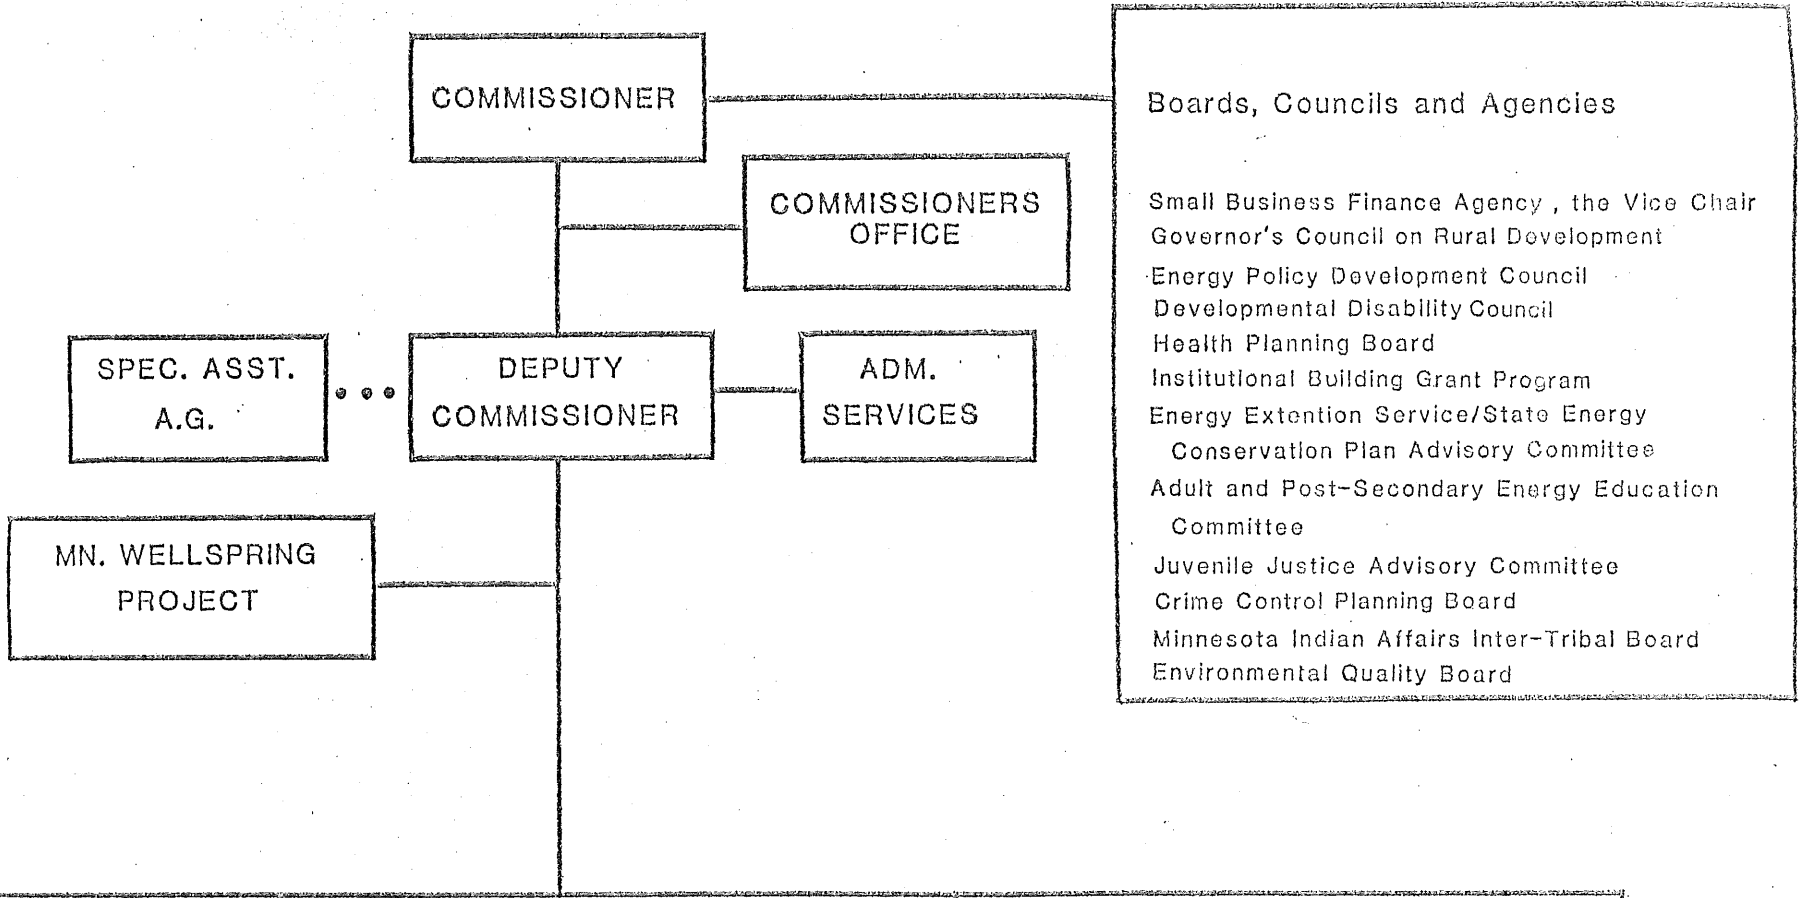 COMMISSIONER
Boards, Councils and Agencies
COMMISSIONERS
OFFICE
Small Business Finance Agency , the Vice Chair
Governor's Council on Rural Development
Energy Policy Development Council
Developmental Disability Council
Health Planning Board
Institutional Building Grant Program
Energy Extention Service/State Energy
Conservation Plan Advisory Committee
Adult and Post-Secondary Energy Education
Committee
Juvenile Justice Advisory Committee
Crime Control Planning Board
Minnesota Indian Affairs Inter-Tribal Board
Environmental Quality Board
SPEC. ASST.
A.G.
DEPUTY
COMMISSIONER
ADM.
SERVICES
MN. WELLSPRING
PROJECT